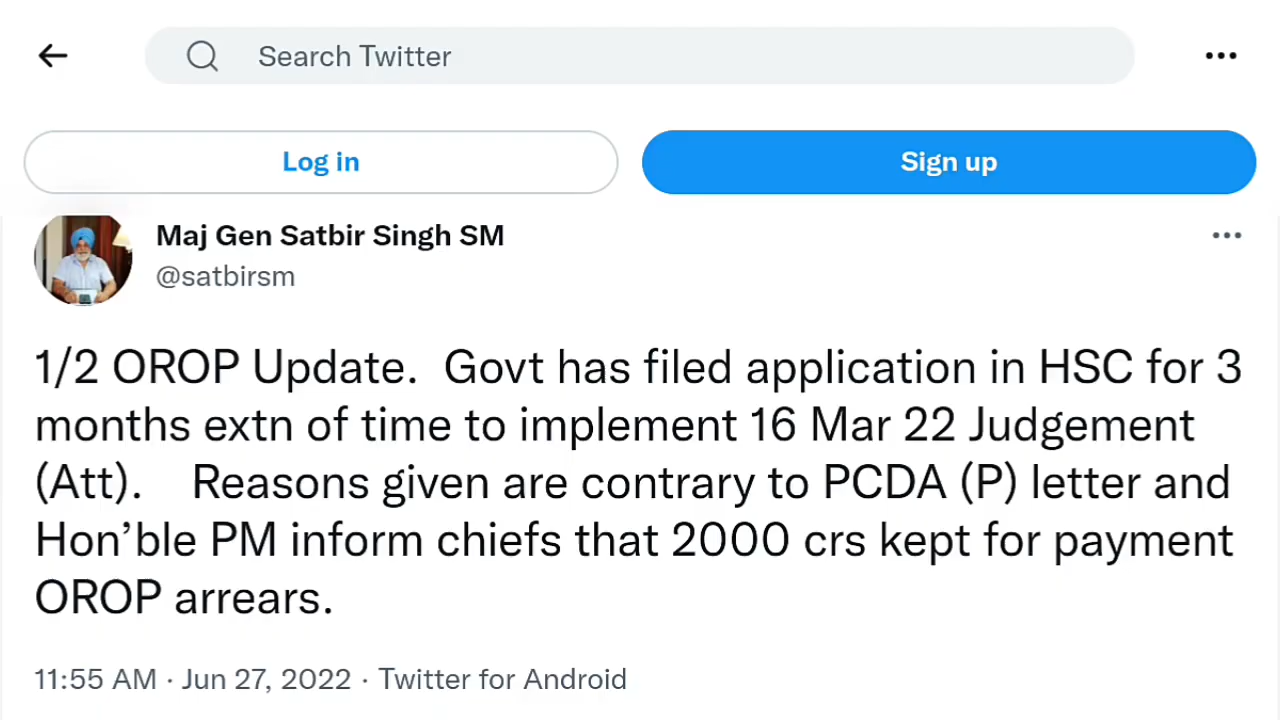 Search Twitter
Log in
Sign up
Maj Gen Satbir Singh SM
@satbirsm
1/2 OROP Update.  Govt has filed application in HSC for 3
months extn of time to implement 16 Mar 22 Judgement
(Att).    Reasons given are contrary to PCDA (P) letter and
Hon’ble PM inform chiefs that 2000 crs kept for payment
OROP arrears.
11:55 AM · Jun 27, 2022 · Twitter for Android